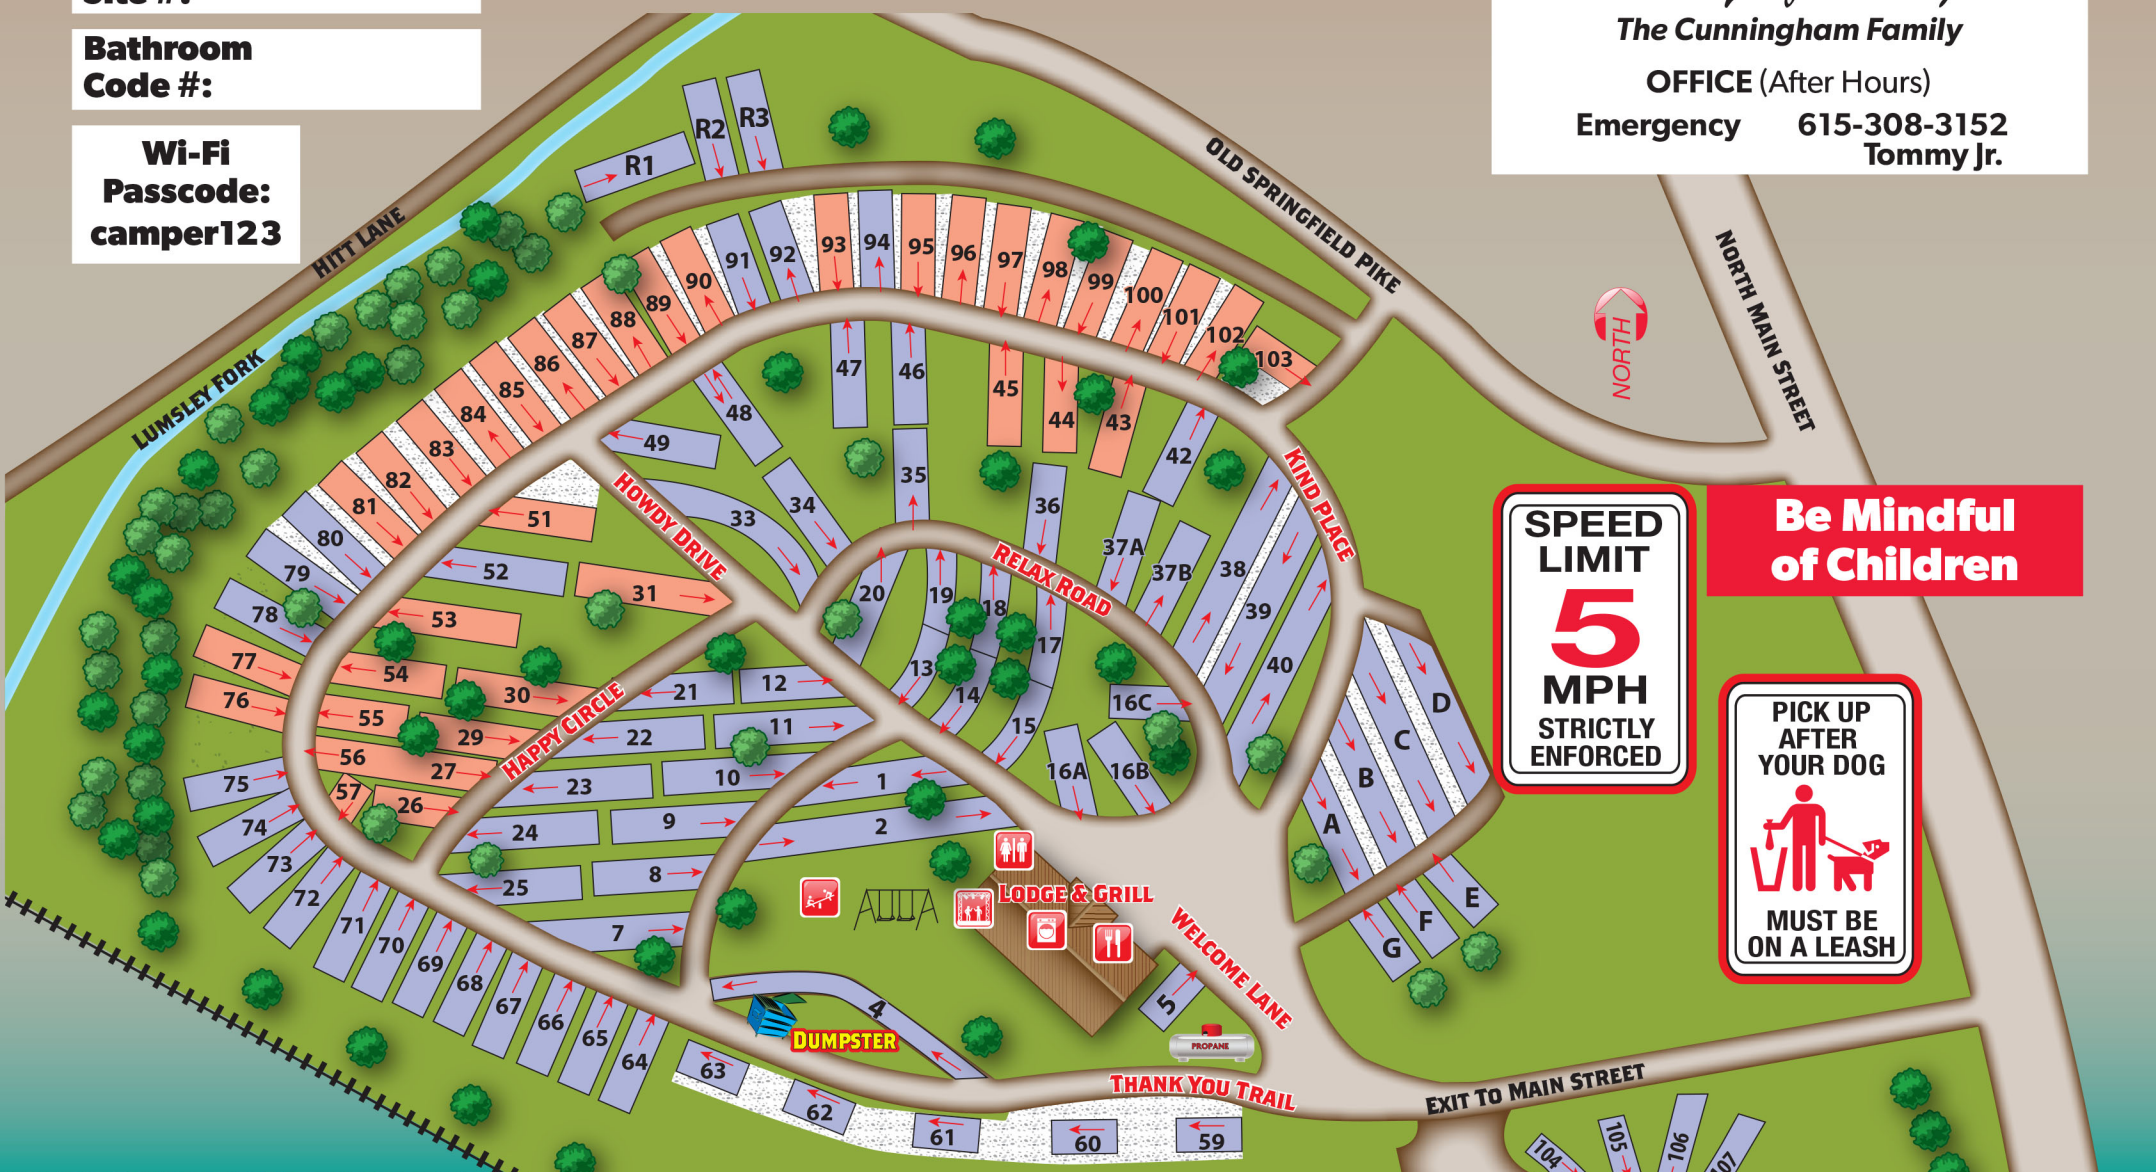 Bathroom
Code #:
Wi-Fi
Passcode:
camper123
The Cunningham Family
OFFICE (After Hours)
Emergency 615-308-3152
Tommy Jr.
HITT LANE
LUMSLEY FORK
OLD SPRINGFIELD PIKE
NORTH MAIN STREET
NORTH
R1
R2
R3
90
91
92
93
94
95
96
97
98
99
100
101
102
103
89
88
87
86
85
84
83
82
81
80
79
78
77
76
75
74
73
72
71
70
69
68
67
66
65
64
63
62
61
60
59
47
46
45
44
43
42
48
49
35
34
33
36
37A
37B
38
39
40
51
52
53
54
55
56
57
31
30
29
27
26
20
19
18
17
13
14
15
16A
16B
16C
21
12
22
11
23
10
1
24
9
2
25
8
7
4
5
A
B
C
D
E
F
G
104
105
106
107
HOWDY DRIVE
RELAX ROAD
KIND PLACE
HAPPY CIRCLE
LODGE & GRILL
WELCOME LANE
DUMPSTER
PROPANE
THANK YOU TRAIL
EXIT TO MAIN STREET
SPEED
LIMIT
5
MPH
STRICTLY
ENFORCED
Be Mindful
of Children
PICK UP
AFTER
YOUR DOG
MUST BE
ON A LEASH